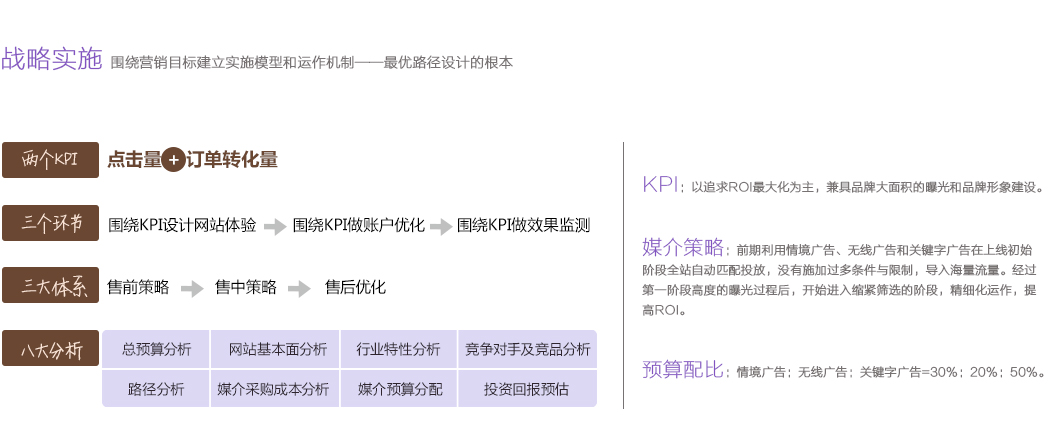 战略实施 围绕营销目标建立实施模型和运作机制——最优路径设计的根本
两个KPI 点击量+订单转化量
三个环节 围绕KPI设计网站体验 围绕KPI做账户优化 围绕KPI做效果监测
三大体系 售前策略 售中策略 售后优化
八大分析 总预算分析 网站基本面分析 行业特性分析 竞争对手及竞品分析
路径分析 媒介采购成本分析 媒介预算分配 投资回报预估
KPI；以追求ROI最大化为主，兼具品牌大面积的曝光和品牌形象建设。
媒介策略；前期利用情境广告、无线广告和关键字广告在上线初始
阶段全站自动匹配投放，没有施加过多条件与限制，导入海量流量。经过
第一阶段高度的曝光过程后，开始进入缩紧筛选的阶段，精细化运作，提
高ROI。
预算配比；情境广告；无线广告；关键字广告=30%；20%；50%。